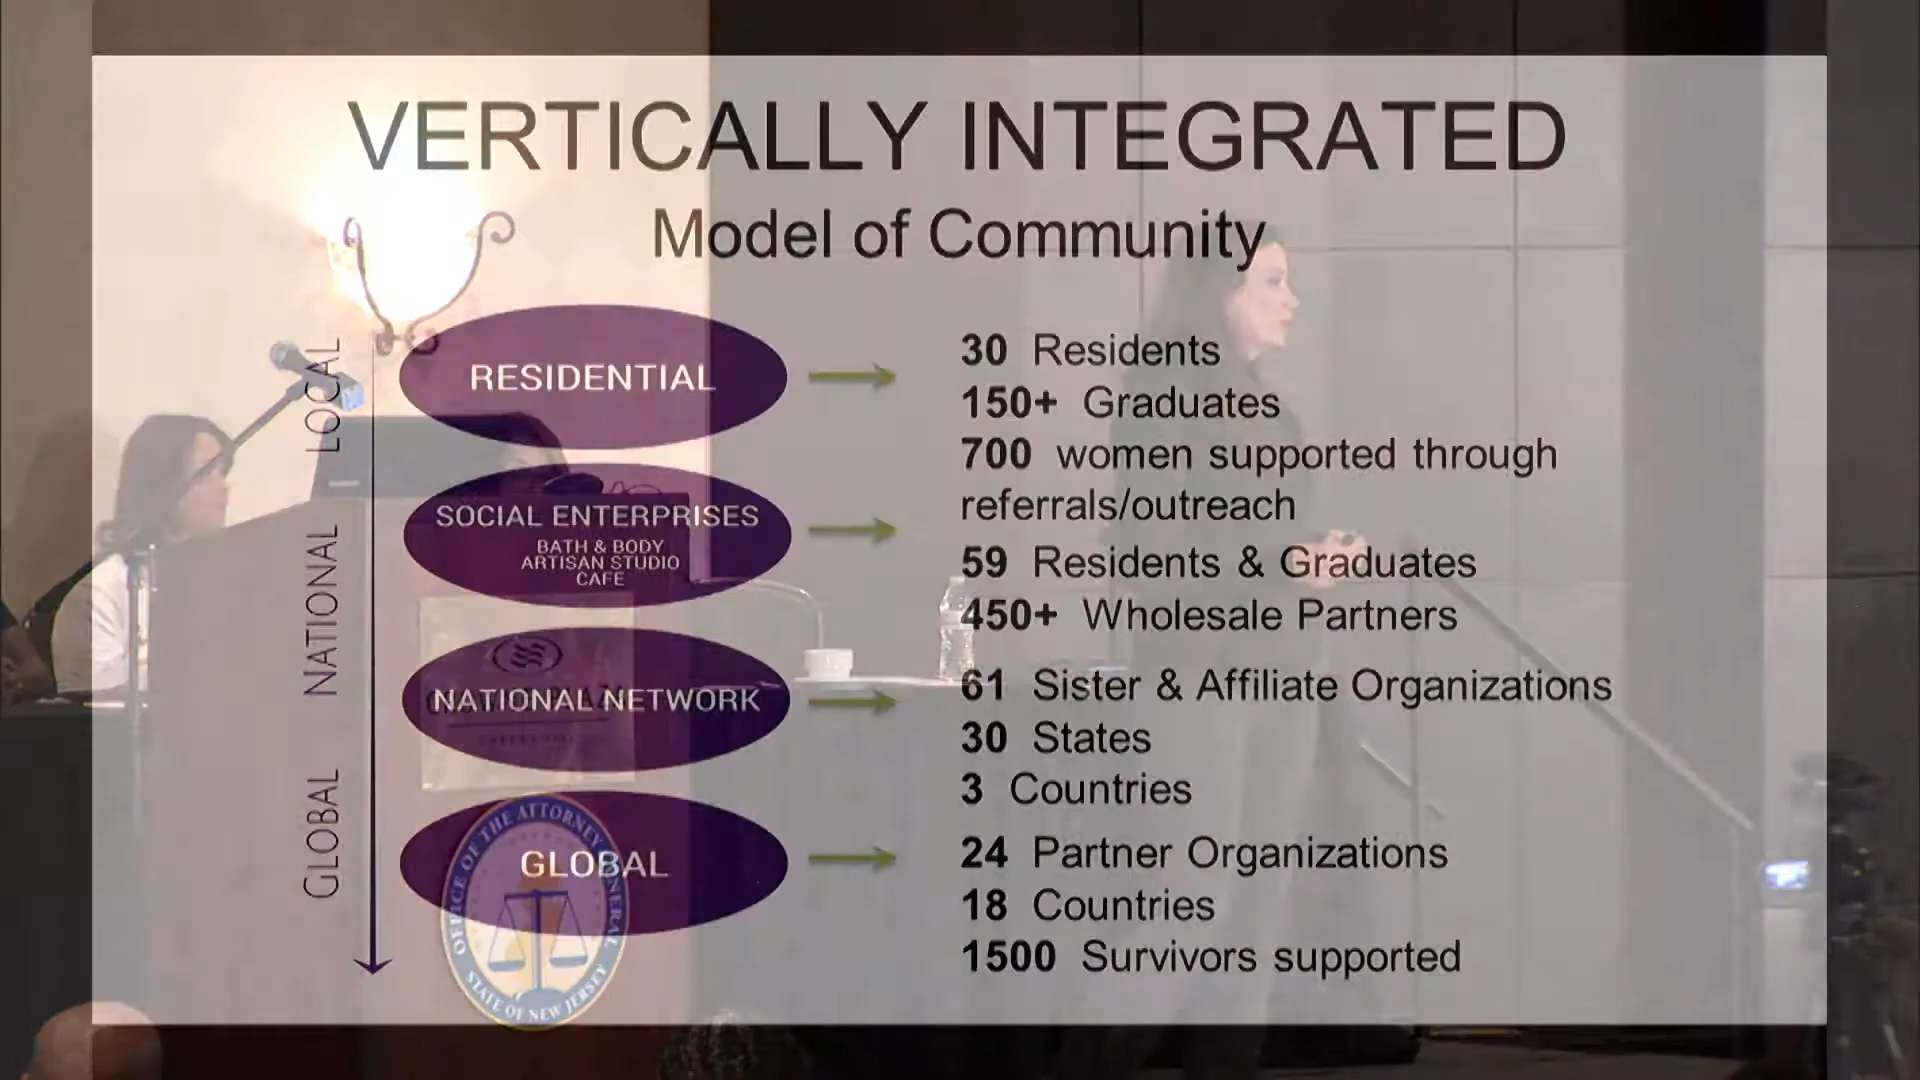 VERTICALLY INTEGRATED
Model of Community
LOCAL
NATIONAL
GLOBAL
RESIDENTIAL
30 Residents
150+ Graduates
700 women supported through
referrals/outreach
SOCIAL ENTERPRISES
BATH & BODY
ARTISAN STUDIO
CAFE
59 Residents & Graduates
450+ Wholesale Partners
NATIONAL NETWORK
61 Sister & Affiliate Organizations
30 States
3 Countries
GLOBAL
24 Partner Organizations
18 Countries
1500 Survivors supported
OFFICE OF THE ATTORNEY GENERAL
STATE OF NEW JERSEY